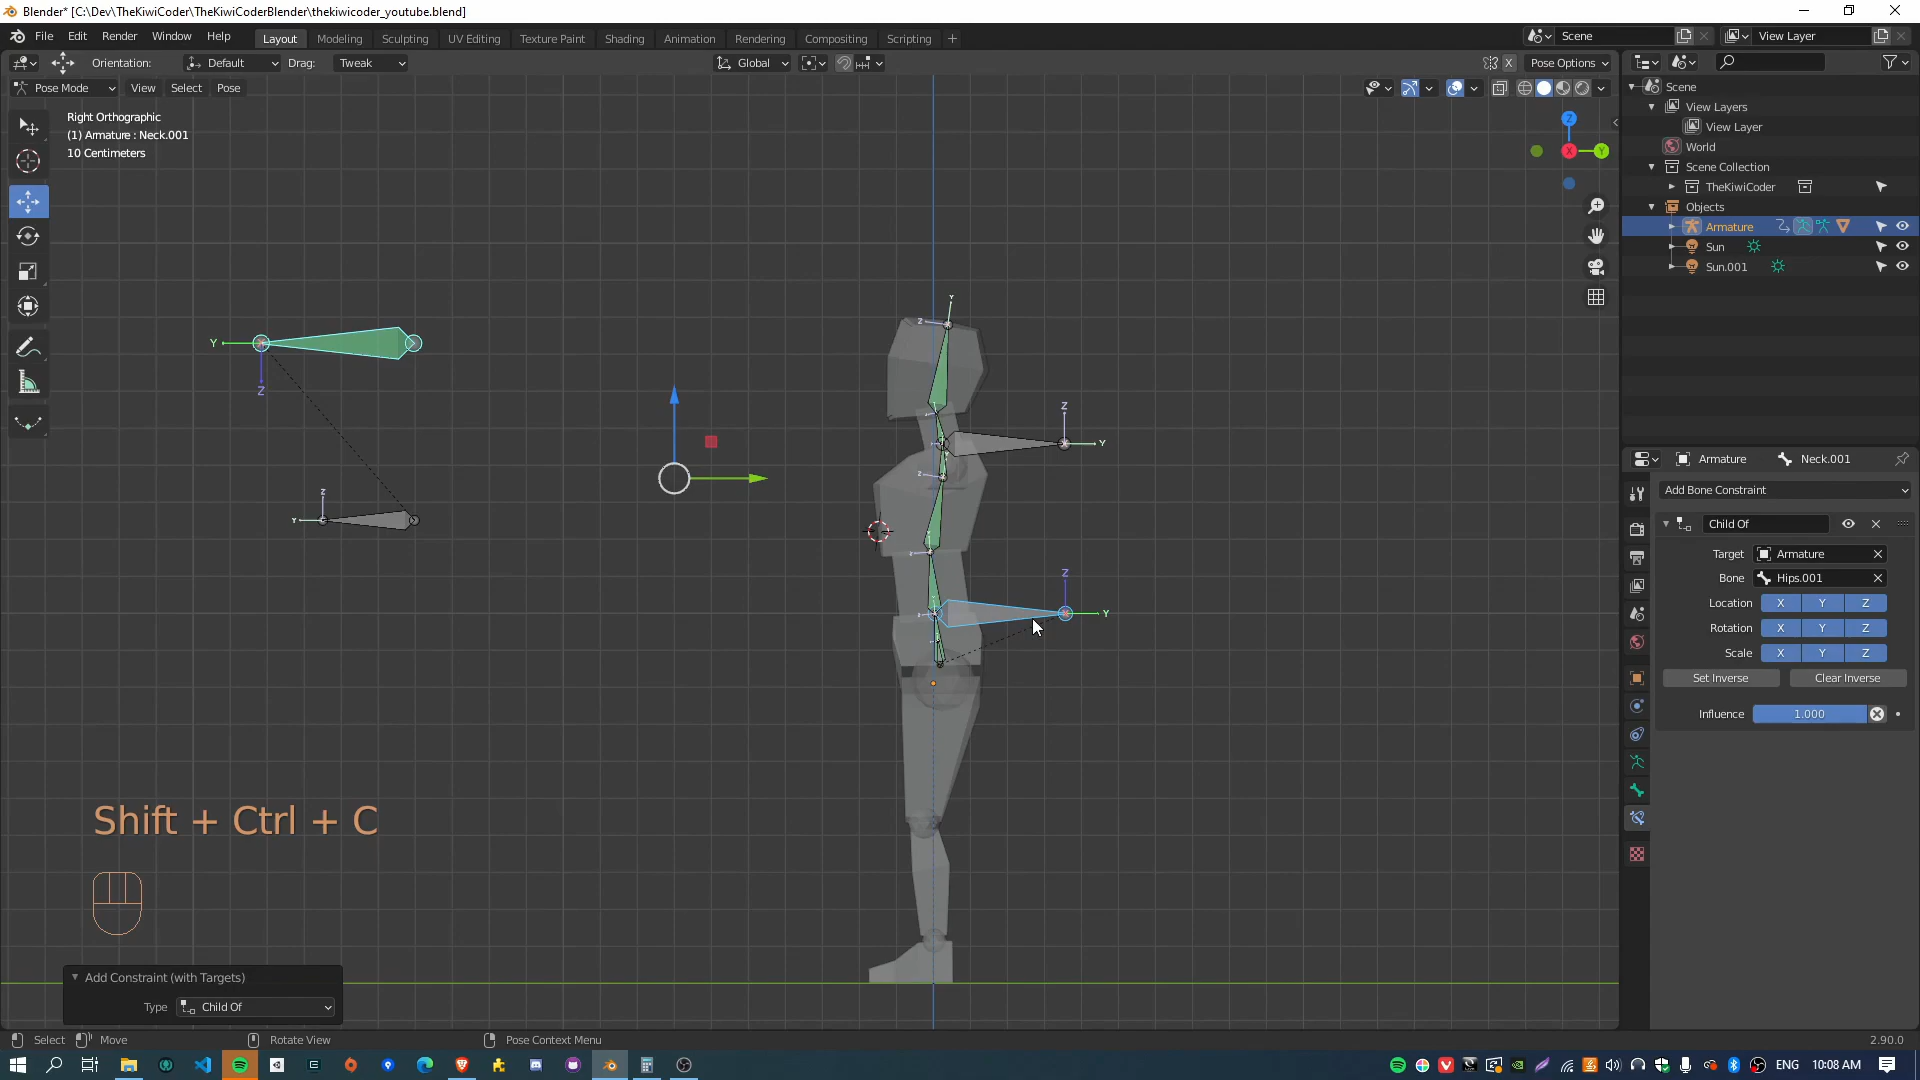 Blender* [C:\Dev\TheKiwiCoder\TheKiwiCoderBlender\thekiwicoder_youtube.blend]
File Edit Render Window Help Layout Modeling Sculpting UV Editing Texture Paint Shading Animation Rendering Compositing Scripting + Scene View Layer
Orientation: Default Drag: Tweak Global X Pose Options
Pose Mode View Select Pose
Right Orthographic
(1) Armature : Neck.001
10 Centimeters
Scene
View Layers
View Layer
World
Scene Collection
TheKiwiCoder
Objects
Armature
Sun
Sun.001
Z
X
Y
Y
Z
Y
Z
Z
Y
Z
Z
Y
Z
Y
Armature Neck.001
Add Bone Constraint
Child Of
Target Armature
Bone Hips.001
Location X Y Z
Rotation X Y Z
Scale X Y Z
Set Inverse Clear Inverse
Influence 1.000
Shift + Ctrl + C
Add Constraint (with Targets)
Type Child Of
Select Move Rotate View Pose Context Menu 2.90.0
ENG 10:08 AM